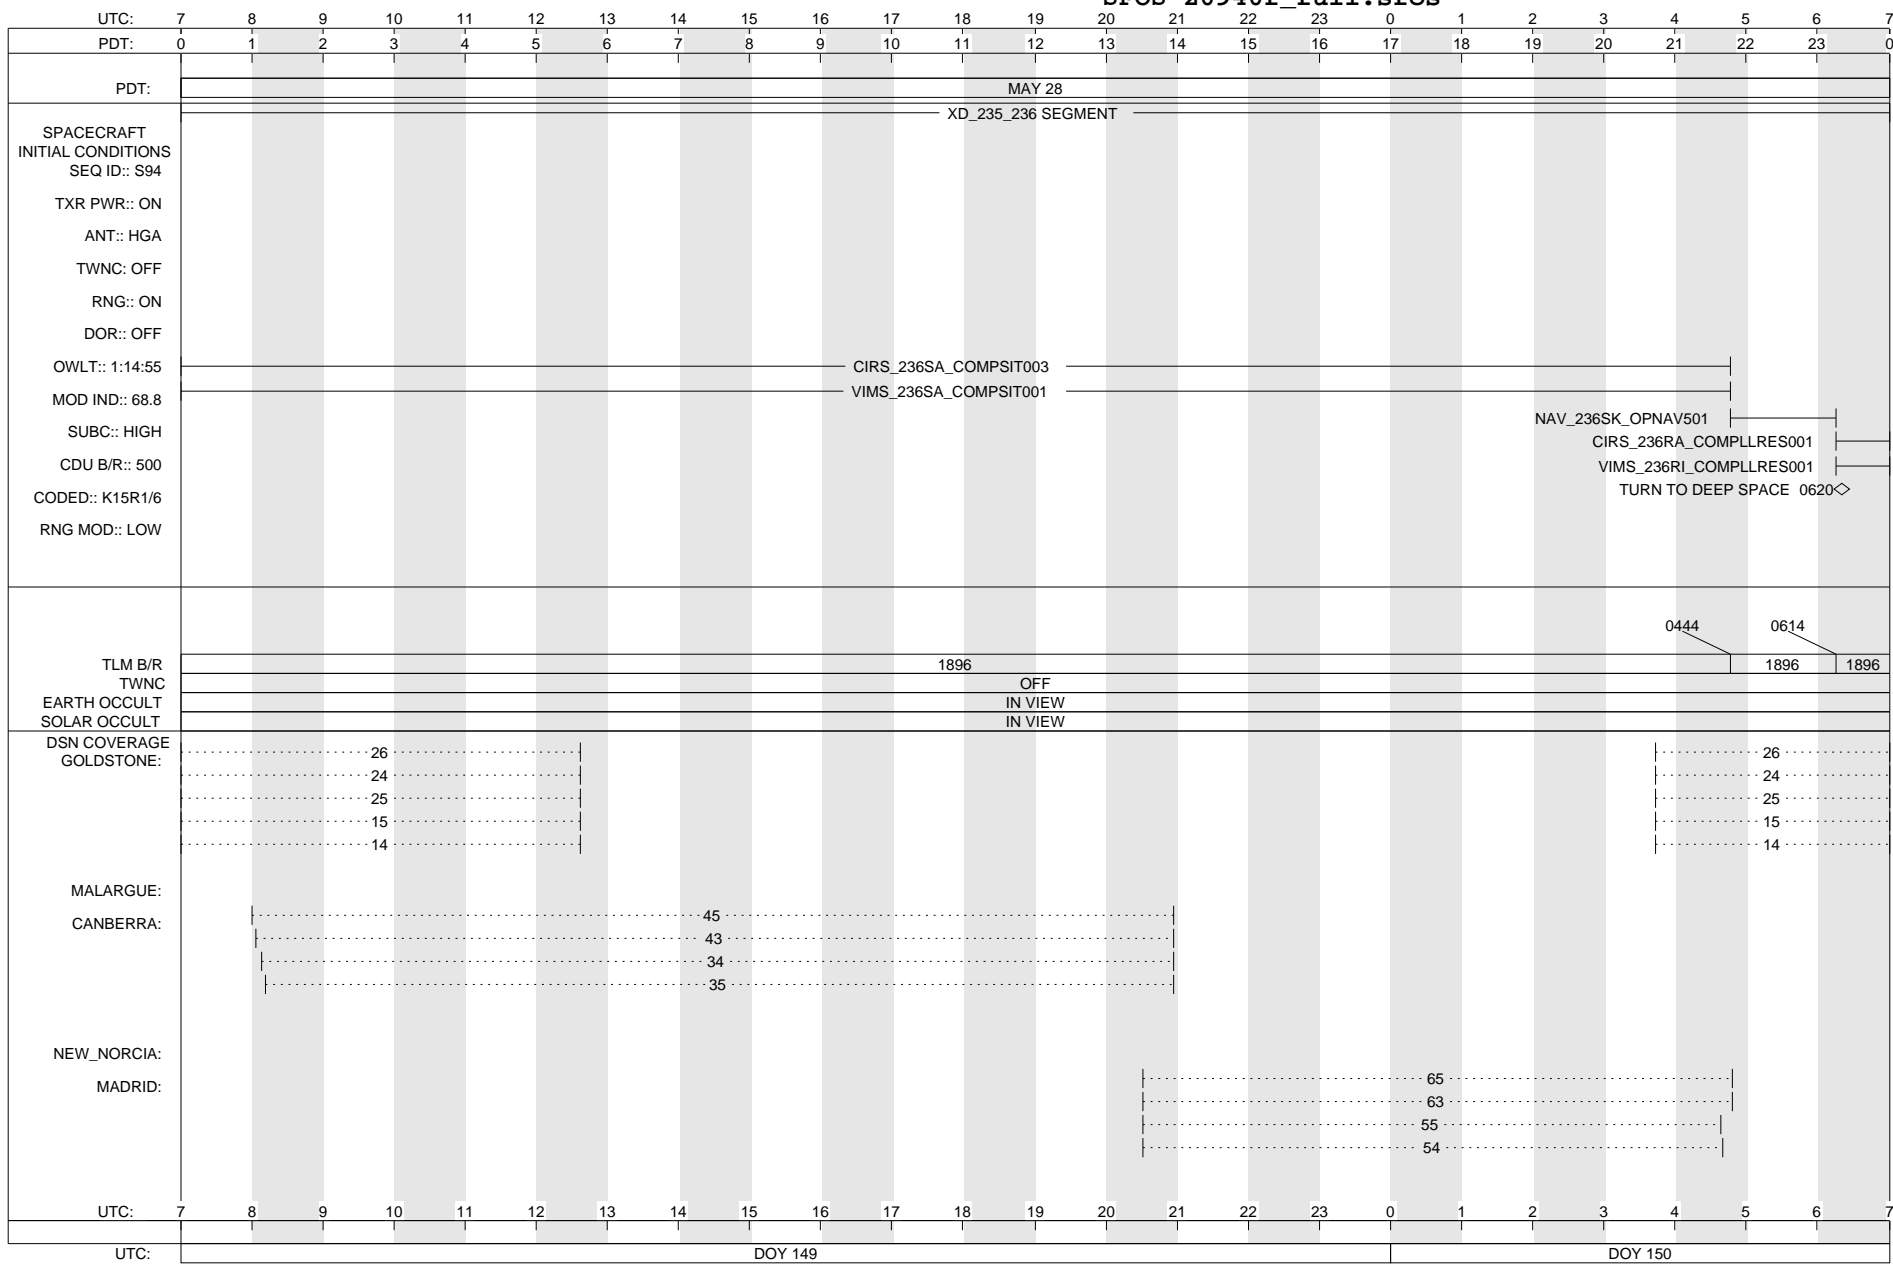 UTC: 7 8 9 10 11 12 13 14 15 16 17 18 19 20 21 22 23 0 1 2 3 4 5 6 7
PDT: 0 1 2 3 4 5 6 7 8 9 10 11 12 13 14 15 16 17 18 19 20 21 22 23 0
PDT: MAY 28
XD_235_236 SEGMENT
SPACECRAFT
INITIAL CONDITIONS
SEQ ID:: S94
TXR PWR:: ON
ANT:: HGA
TWNC: OFF
RNG:: ON
DOR:: OFF
OWLT:: 1:14:55 CIRS_236SA_COMPSIT003
VIMS_236SA_COMPSIT001
MOD IND:: 68.8
NAV_236SK_OPNAV501
SUBC:: HIGH
CIRS_236RA_COMPLLRES001
CDU B/R:: 500 VIMS_236RI_COMPLLRES001
TURN TO DEEP SPACE 0620
CODED:: K15R1/6
RNG MOD:: LOW
0444 0614
TLM B/R 1896 1896 1896
TWNC OFF
EARTH OCCULT IN VIEW
SOLAR OCCULT IN VIEW
DSN COVERAGE
GOLDSTONE: 26 26
24 24
25 25
15 15
14 14
MALARGUE:
CANBERRA: 45
43
34
35
NEW_NORCIA:
MADRID: 65
63
55
54
UTC: 7 8 9 10 11 12 13 14 15 16 17 18 19 20 21 22 23 0 1 2 3 4 5 6 7
UTC: DOY 149 DOY 150